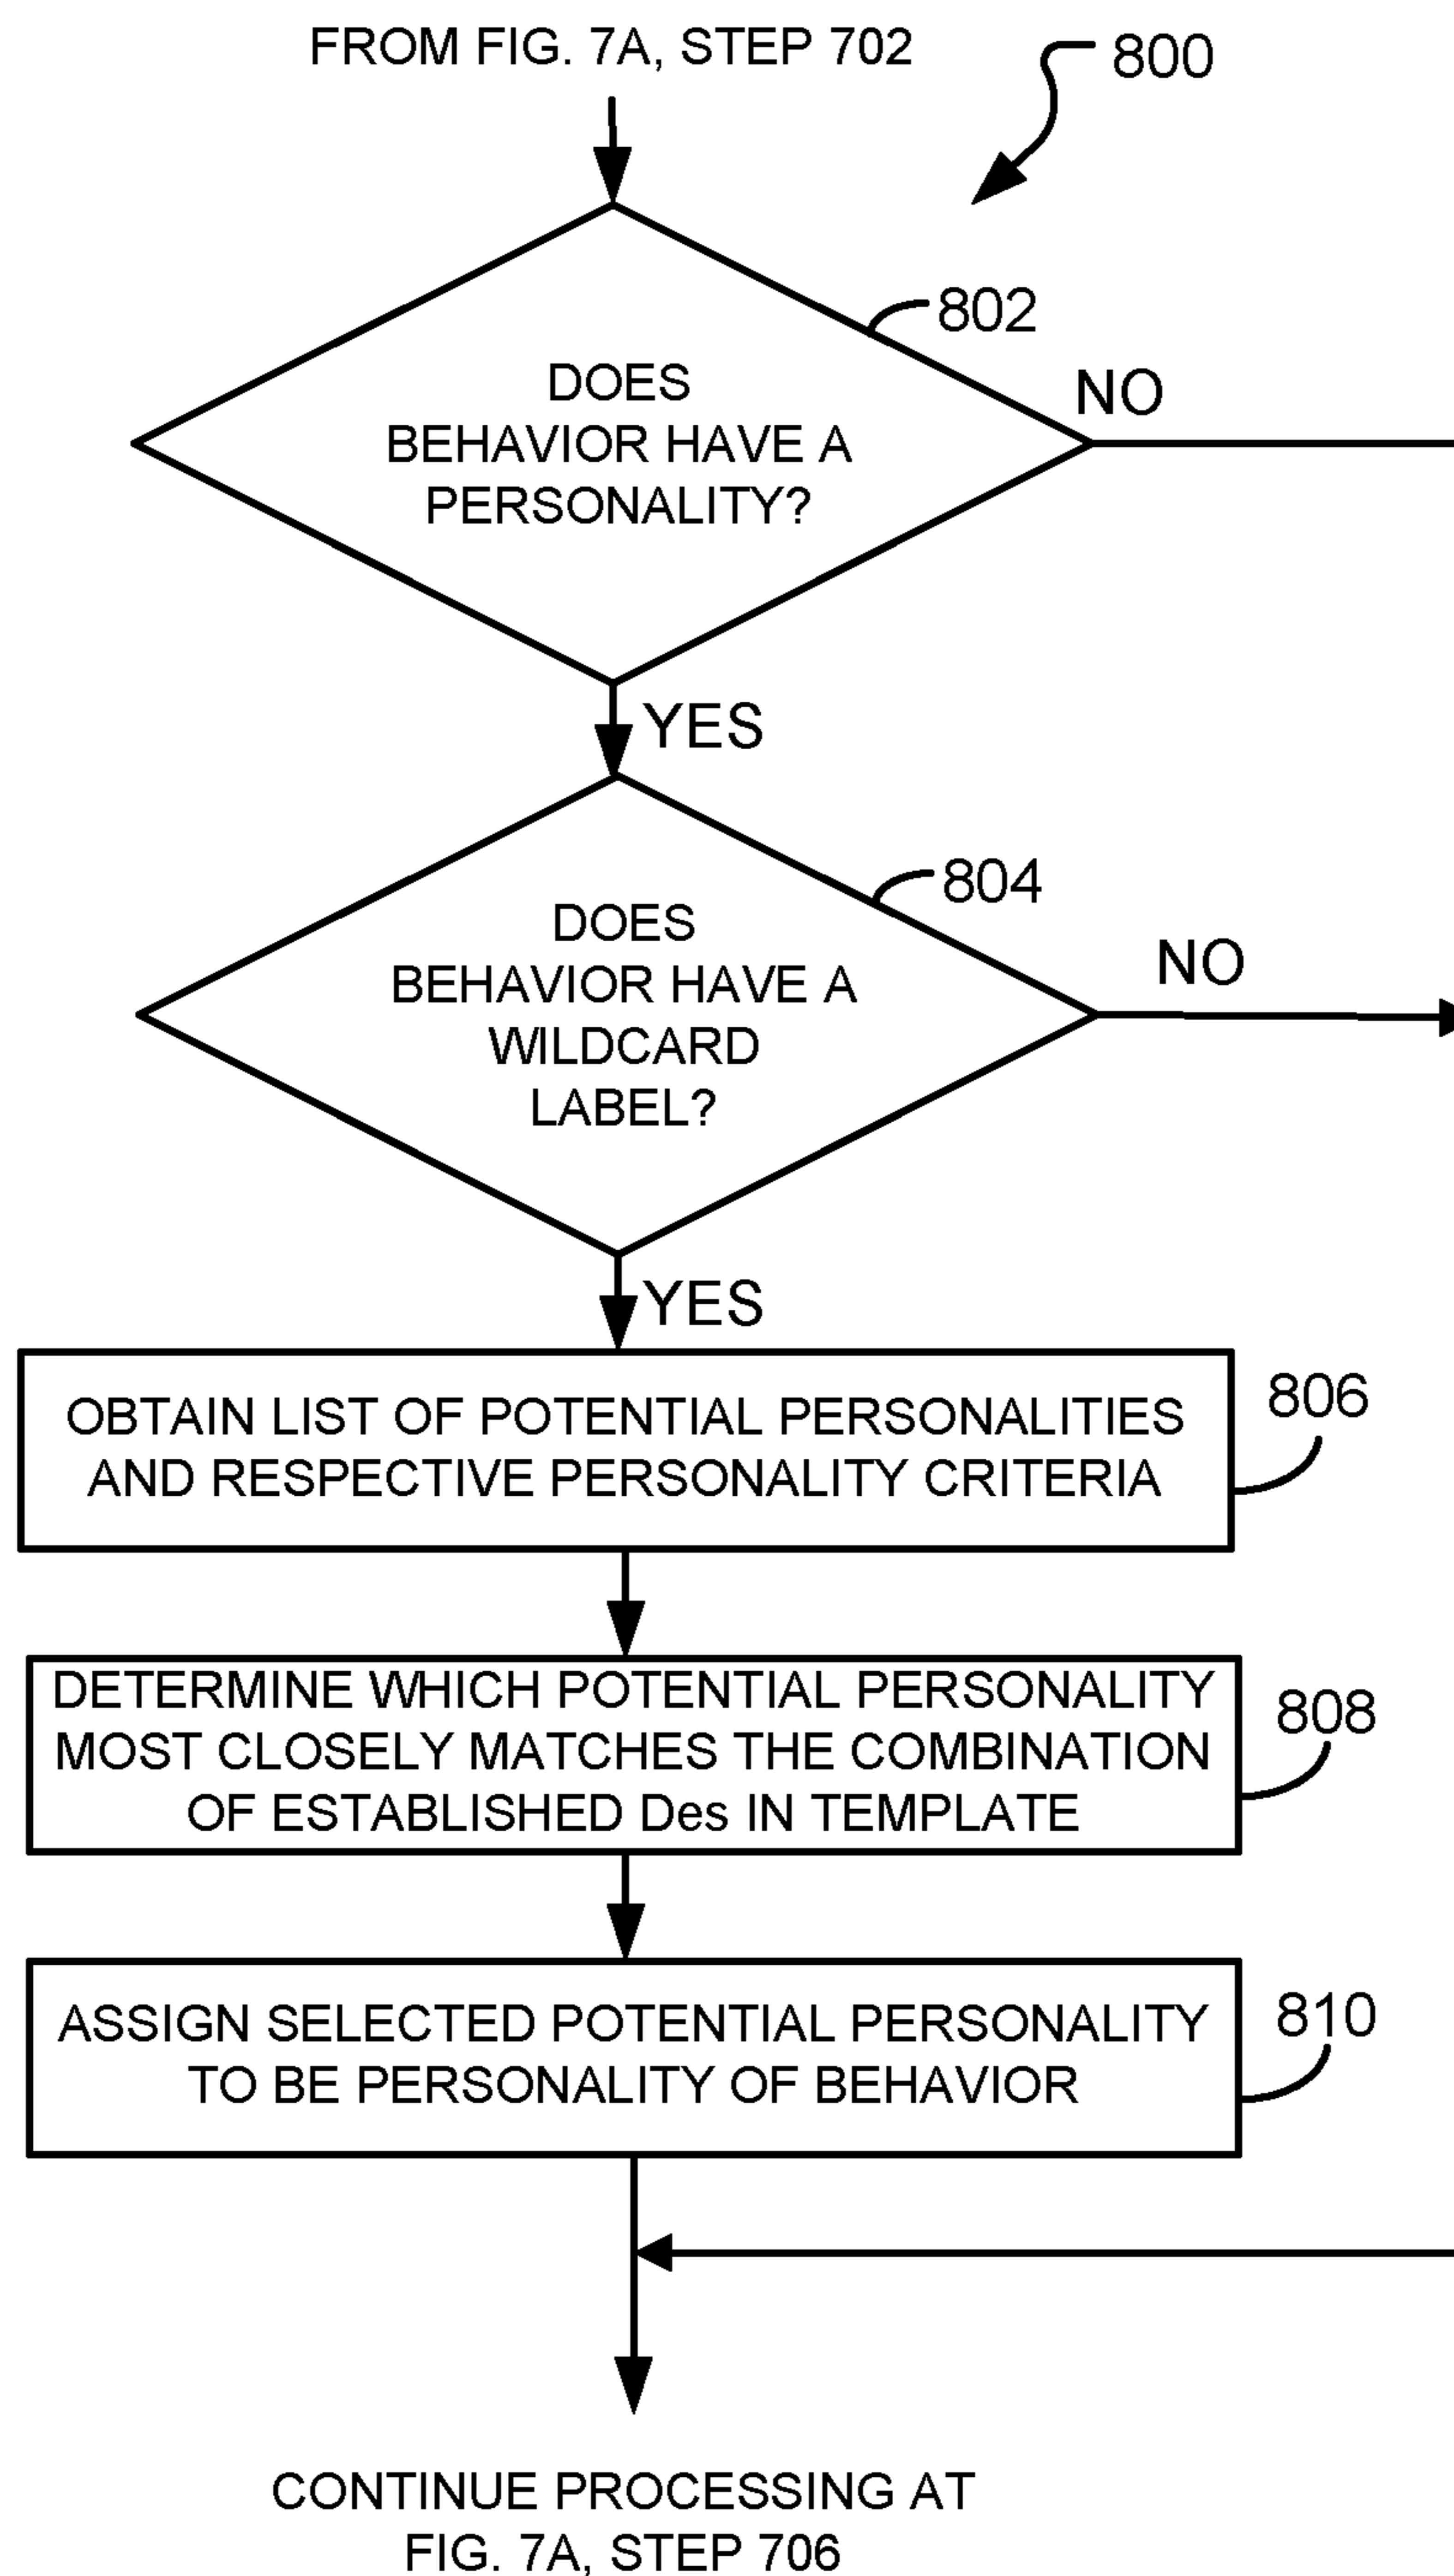 FROM FIG. 7A, STEP 702
800
802
DOES
BEHAVIOR HAVE A
PERSONALITY?
NO
YES
804
DOES
BEHAVIOR HAVE A
WILDCARD
LABEL?
NO
YES
OBTAIN LIST OF POTENTIAL PERSONALITIES
AND RESPECTIVE PERSONALITY CRITERIA
806
DETERMINE WHICH POTENTIAL PERSONALITY
MOST CLOSELY MATCHES THE COMBINATION
OF ESTABLISHED Des IN TEMPLATE
808
ASSIGN SELECTED POTENTIAL PERSONALITY
TO BE PERSONALITY OF BEHAVIOR
810
CONTINUE PROCESSING AT
FIG. 7A, STEP 706